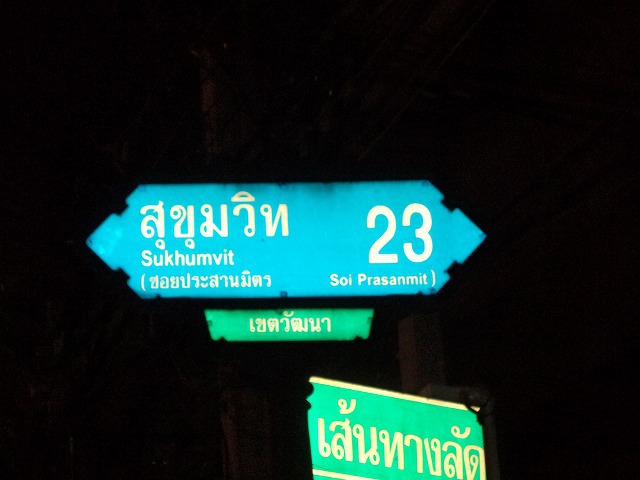 สุขุมวิท 23
Sukhumvit
(ซอยประสานมิตร Soi Prasanmit)
เขตวัฒนา
เส้นทางลัด